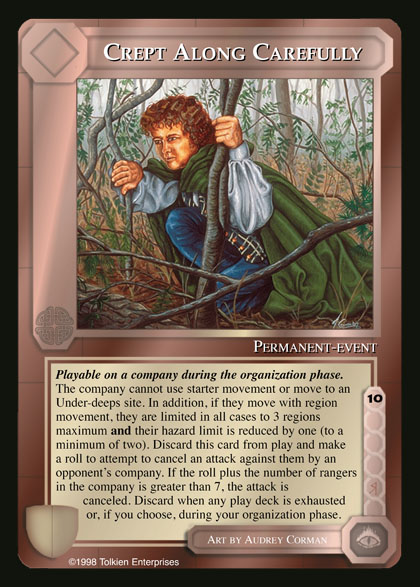 Crept Along Carefully
Permanent-event
Playable on a company during the organization phase.
The company cannot use starter movement or move to an
Under-deeps site. In addition, if they move with region
movement, they are limited in all cases to 3 regions
maximum and their hazard limit is reduced by one (to a
minimum of two). Discard this card from play and make
a roll to attempt to cancel an attack against them by an
opponent's company. If the roll plus the number of rangers
in the company is greater than 7, the attack is
canceled. Discard when any play deck is exhausted
or, if you choose, during your organization phase.
10
Art by Audrey Corman
©1998 Tolkien Enterprises